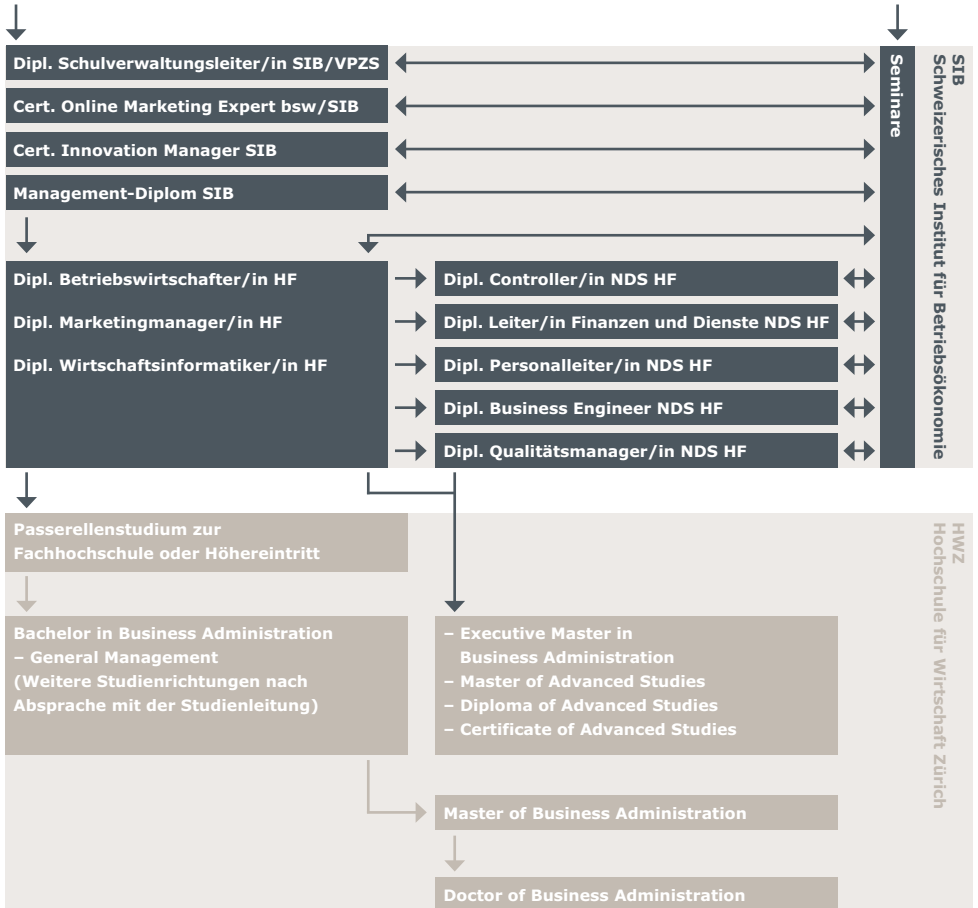 Dipl. Schulverwaltungsleiter/in SIB/VPZS
Cert. Online Marketing Expert bsw/SIB
Cert. Innovation Manager SIB
Management-Diplom SIB
Seminare
SIB
Schweizerisches Institut für Betriebsökonomie
Dipl. Betriebswirtschafter/in HF
Dipl. Marketingmanager/in HF
Dipl. Wirtschaftsinformatiker/in HF
Dipl. Controller/in NDS HF
Dipl. Leiter/in Finanzen und Dienste NDS HF
Dipl. Personalleiter/in NDS HF
Dipl. Business Engineer NDS HF
Dipl. Qualitätsmanager/in NDS HF
Passerellenstudium zur
Fachhochschule oder Höhereintritt
HWZ
Hochschule für Wirtschaft Zürich
Bachelor in Business Administration
– General Management
(Weitere Studienrichtungen nach
Absprache mit der Studienleitung)
– Executive Master in
Business Administration
– Master of Advanced Studies
– Diploma of Advanced Studies
– Certificate of Advanced Studies
Master of Business Administration
Doctor of Business Administration